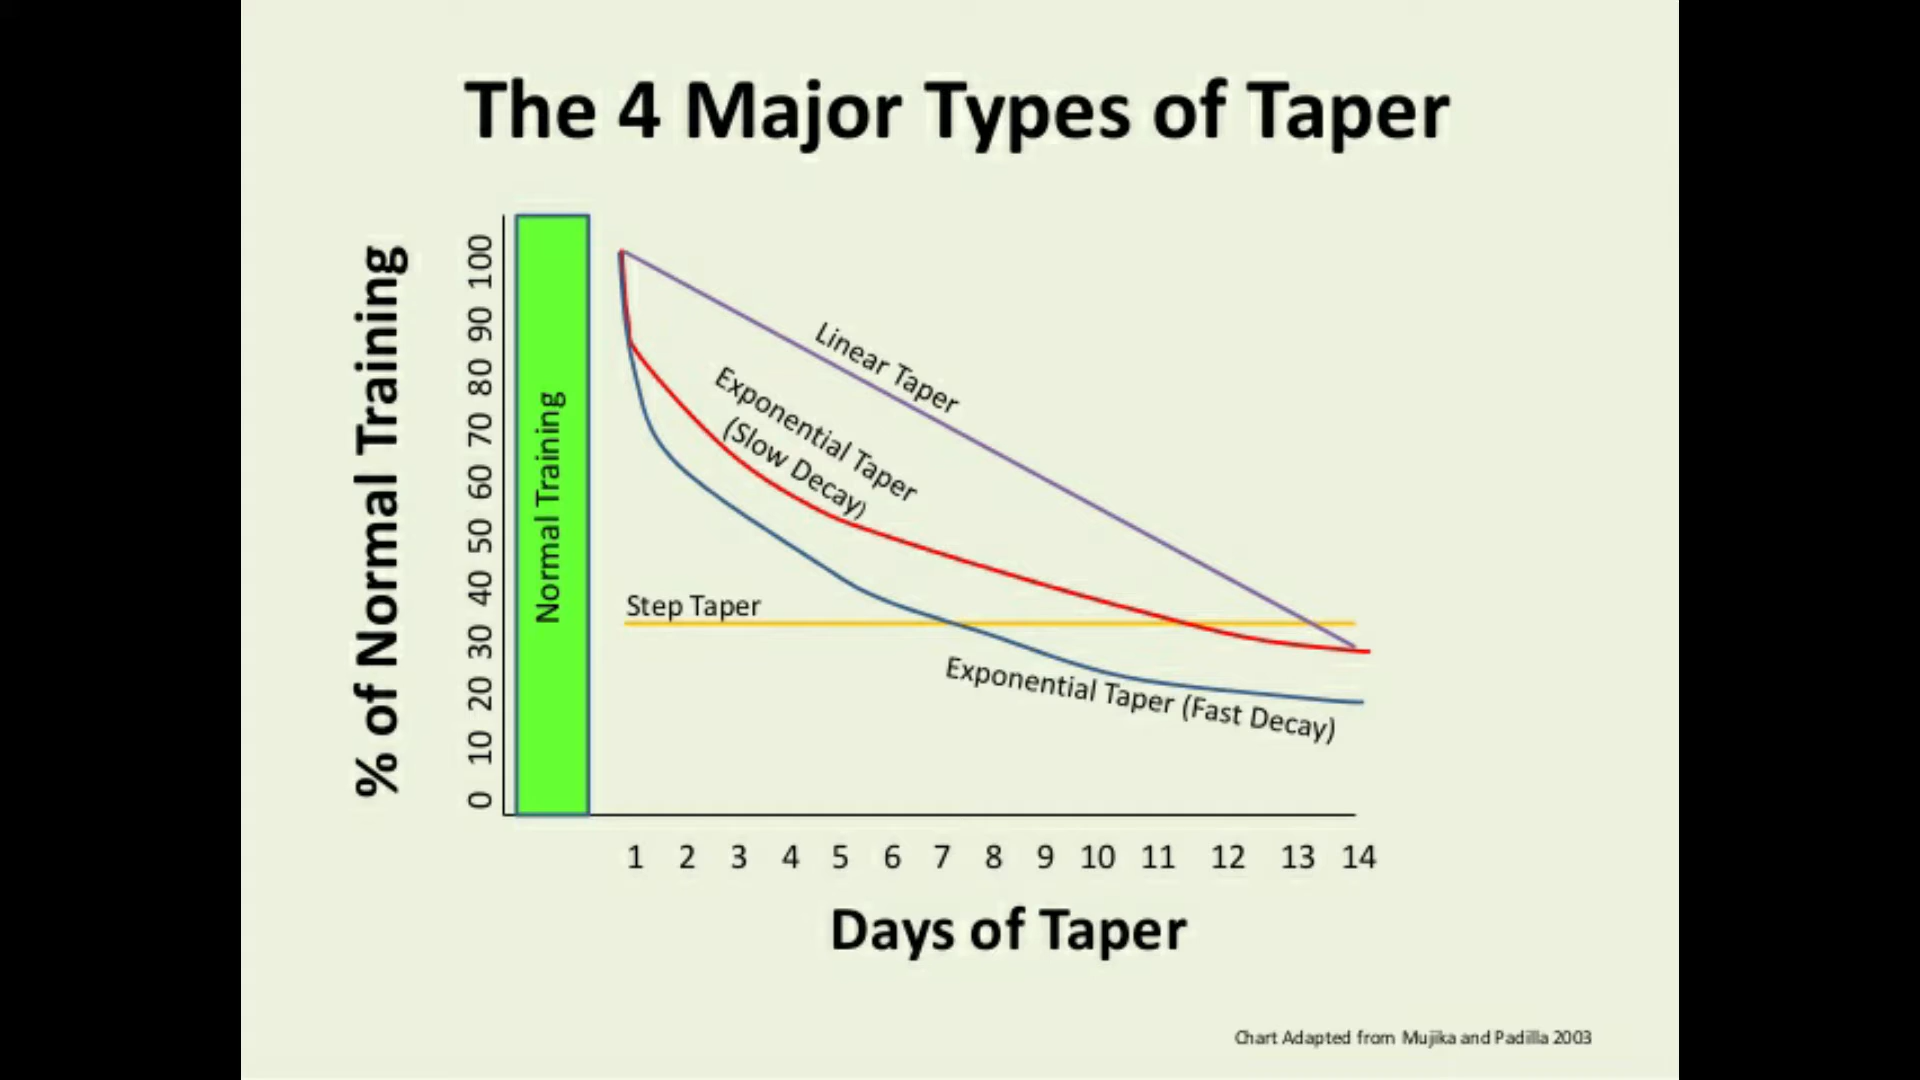 The 4 Major Types of Taper
% of Normal Training
100
90
80
70
60
50
40
30
20
10
0
Normal Training
Linear Taper
Exponential Taper
(Slow Decay)
Step Taper
Exponential Taper (Fast Decay)
1 2 3 4 5 6 7 8 9 10 11 12 13 14
Days of Taper
Chart Adapted from Mujika and Padilla 2003